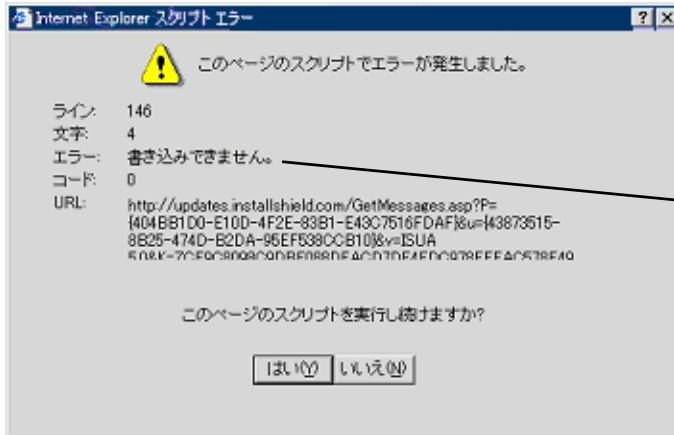 Internet Explorer スクリプト エラー
このページのスクリプトでエラーが発生しました。
ライン: 146
文字: 4
エラー: 書き込みできません。
コード: 0
URL: http://updates.installshield.com/GetMessages.asp?P=
{404BB1D0-E10D-4F2E-83B1-E43C7516FDAF}&u={43873515-
8B25-474D-B2DA-95EF538CCB10}&v=ISUA
このページのスクリプトを実行し続けますか?
はい(Y) いいえ(N)